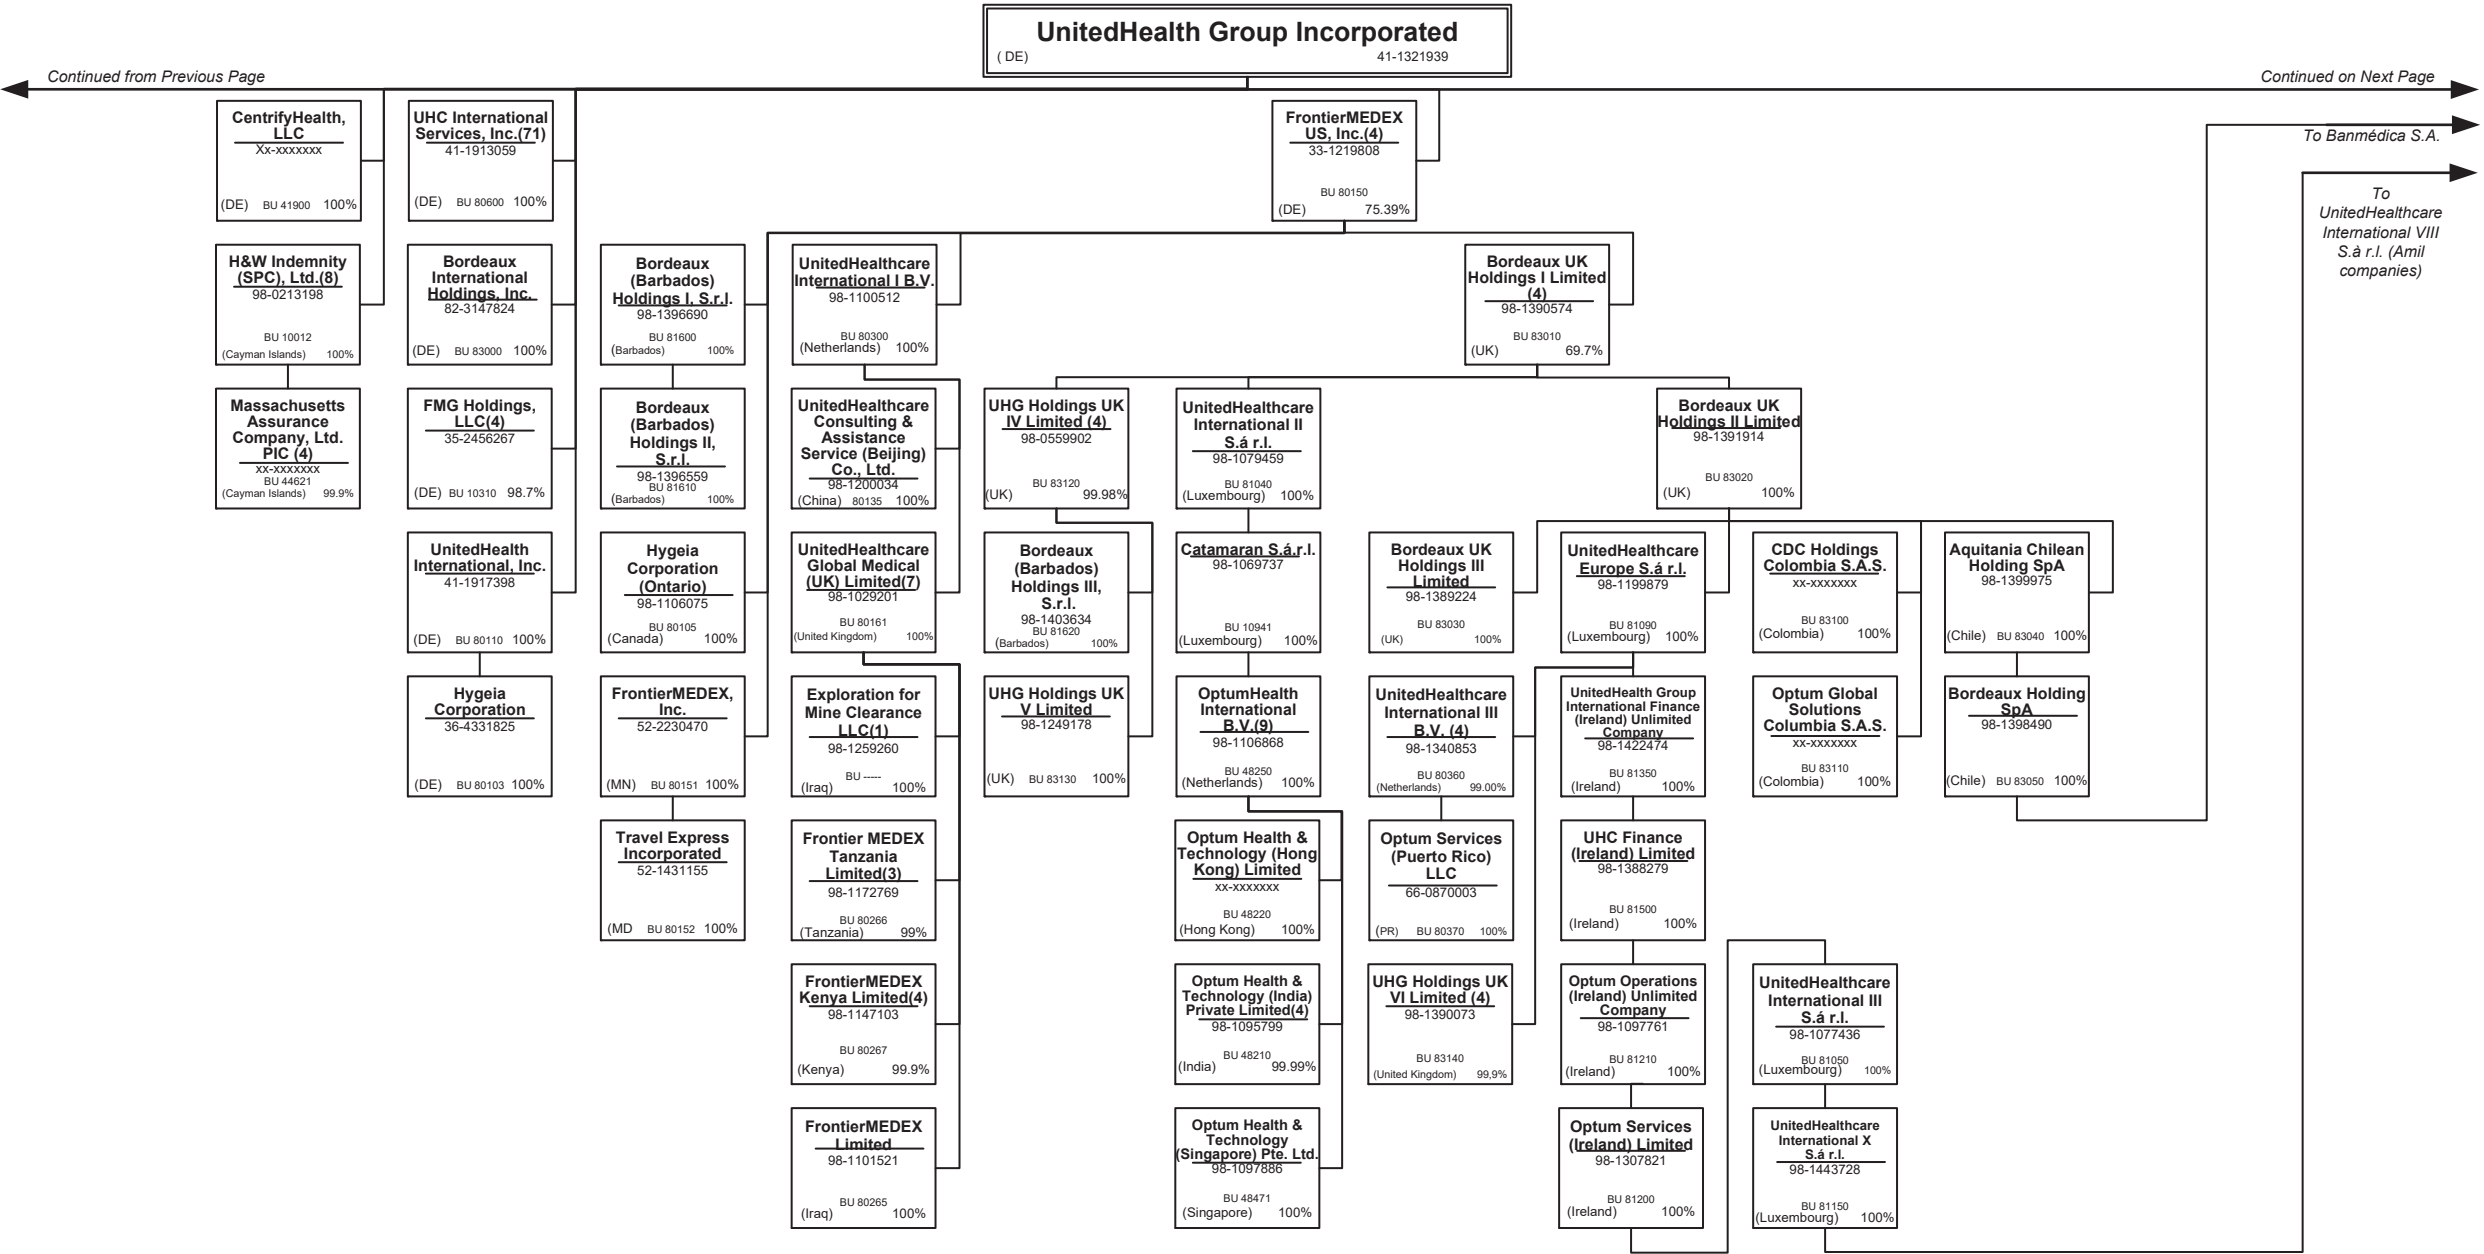 UnitedHealth Group Incorporated
( DE) 41-1321939
Continued from Previous Page
Continued on Next Page
CentrifyHealth,
LLC
Xx-xxxxxxx
(DE) BU 41900 100%
UHC International
Services, Inc.(71)
41-1913059
(DE) BU 80600 100%
FrontierMEDEX
US, Inc.(4)
33-1219808
BU 80150
(DE) 75.39%
To Banmédica S.A.
To
UnitedHealthcare
International VIII
S.à r.l. (Amil
companies)
H&W Indemnity
(SPC), Ltd.(8)
98-0213198
BU 10012
(Cayman Islands) 100%
Bordeaux
International
Holdings, Inc.
82-3147824
(DE) BU 83000 100%
Bordeaux
(Barbados)
Holdings I, S.r.l.
98-1396690
BU 81600
(Barbados) 100%
UnitedHealthcare
International I B.V.
98-1100512
BU 80300
(Netherlands) 100%
Bordeaux UK
Holdings I Limited
(4)
98-1390574
BU 83010
(UK) 69.7%
Massachusetts
Assurance
Company, Ltd.
PIC (4)
xx-xxxxxxx
BU 44621
(Cayman Islands) 99.9%
FMG Holdings,
LLC(4)
35-2456267
(DE) BU 10310 98.7%
Bordeaux
(Barbados)
Holdings II,
S.r.l.
98-1396559
BU 81610
(Barbados) 100%
UnitedHealthcare
Consulting &
Assistance
Service (Beijing)
Co., Ltd.
98-1200034
(China) 80135 100%
UHG Holdings UK
IV Limited (4)
98-0559902
BU 83120
(UK) 99.98%
UnitedHealthcare
International II
S.á r.l.
98-1079459
BU 81040
(Luxembourg) 100%
Bordeaux UK
Holdings II Limited
98-1391914
BU 83020
(UK) 100%
UnitedHealth
International, Inc.
41-1917398
(DE) BU 80110 100%
Hygeia
Corporation
(Ontario)
98-1106075
BU 80105
(Canada) 100%
UnitedHealthcare
Global Medical
(UK) Limited(7)
98-1029201
BU 80161
(United Kingdom) 100%
Bordeaux
(Barbados)
Holdings III,
S.r.l.
98-1403634
BU 81620
(Barbados) 100%
Catamaran S.á.r.l.
98-1069737
BU 10941
(Luxembourg) 100%
Bordeaux UK
Holdings III
Limited
98-1389224
BU 83030
(UK) 100%
UnitedHealthcare
Europe S.á r.l.
98-1199879
BU 81090
(Luxembourg) 100%
CDC Holdings
Colombia S.A.S.
xx-xxxxxxx
BU 83100
(Colombia) 100%
Aquitania Chilean
Holding SpA
98-1399975
(Chile) BU 83040 100%
Hygeia
Corporation
36-4331825
(DE) BU 80103 100%
FrontierMEDEX,
Inc.
52-2230470
(MN) BU 80151 100%
Exploration for
Mine Clearance
LLC(1)
98-1259260
BU -----
(Iraq) 100%
UHG Holdings UK
V Limited
98-1249178
(UK) BU 83130 100%
OptumHealth
International
B.V.(9)
98-1106868
BU 48250
(Netherlands) 100%
UnitedHealthcare
International III
B.V. (4)
98-1340853
BU 80360
(Netherlands) 99.00%
UnitedHealth Group
International Finance
(Ireland) Unlimited
Company
98-1422474
BU 81350
(Ireland) 100%
Optum Global
Solutions
Columbia S.A.S.
xx-xxxxxxx
BU 83110
(Colombia) 100%
Bordeaux Holding
SpA
98-1398490
(Chile) BU 83050 100%
Travel Express
Incorporated
52-1431155
(MD BU 80152 100%
Frontier MEDEX
Tanzania
Limited(3)
98-1172769
BU 80266
(Tanzania) 99%
Optum Health &
Technology (Hong
Kong) Limited
xx-xxxxxxx
BU 48220
(Hong Kong) 100%
Optum Services
(Puerto Rico)
LLC
66-0870003
(PR) BU 80370 100%
UHC Finance
(Ireland) Limited
98-1388279
BU 81500
(Ireland) 100%
FrontierMEDEX
Kenya Limited(4)
98-1147103
BU 80267
(Kenya) 99.9%
Optum Health &
Technology (India)
Private Limited(4)
98-1095799
BU 48210
(India) 99.99%
UHG Holdings UK
VI Limited (4)
98-1390073
BU 83140
(United Kingdom) 99,9%
Optum Operations
(Ireland) Unlimited
Company
98-1097761
BU 81210
(Ireland) 100%
UnitedHealthcare
International III
S.á r.l.
98-1077436
BU 81050
(Luxembourg) 100%
FrontierMEDEX
Limited
98-1101521
BU 80265
(Iraq) 100%
Optum Health &
Technology
(Singapore) Pte. Ltd.
98-1097886
BU 48471
(Singapore) 100%
Optum Services
(Ireland) Limited
98-1307821
BU 81200
(Ireland) 100%
UnitedHealthcare
International X
S.á r.l.
98-1443728
BU 81150
(Luxembourg) 100%